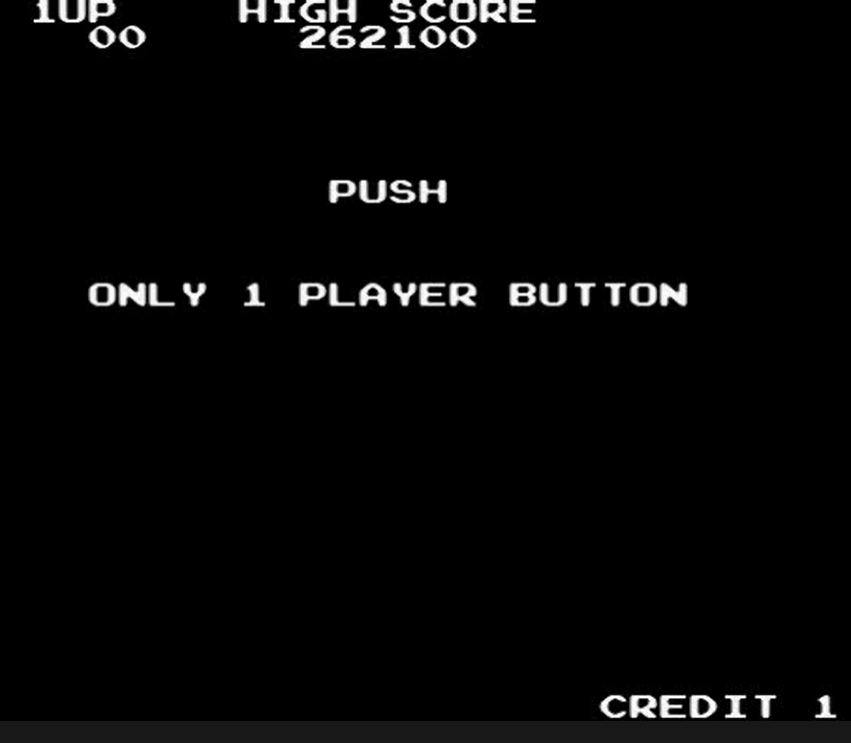 1UP HIGH SCORE
00 262100
PUSH
ONLY 1 PLAYER BUTTON
CREDIT 1